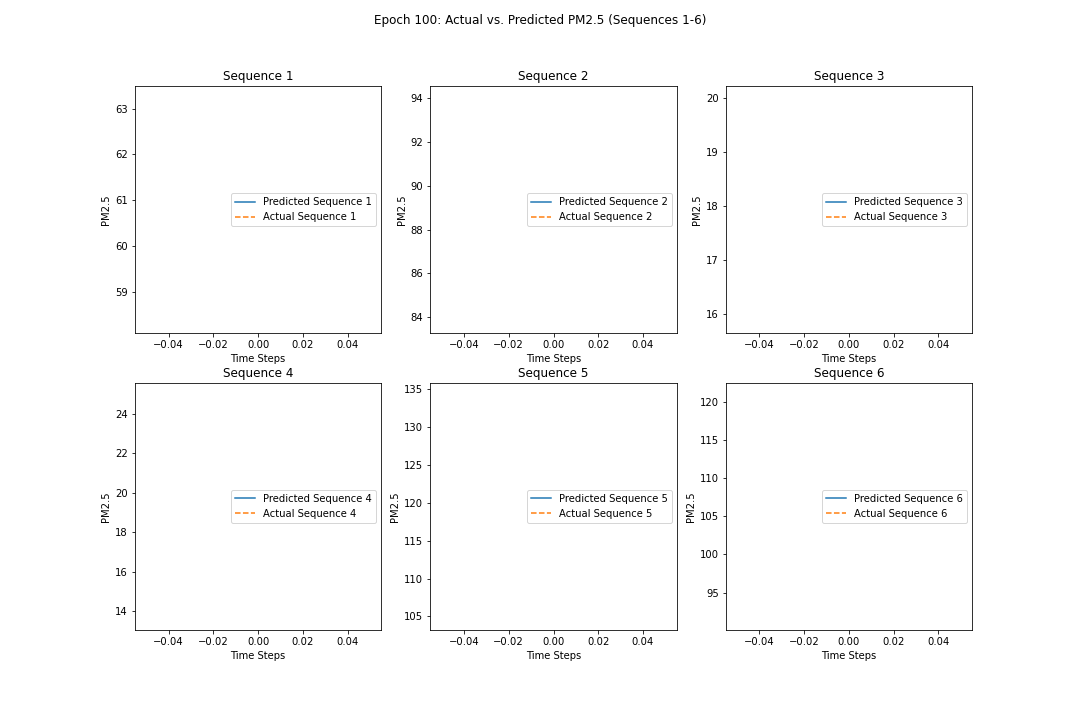 Epoch 100: Actual vs. Predicted PM2.5 (Sequences 1-6)
Sequence 1
63
62
61
60
59
PM2.5
Predicted Sequence 1
Actual Sequence 1
−0.04 −0.02 0.00 0.02 0.04
Time Steps
Sequence 2
94
92
90
88
86
84
PM2.5
Predicted Sequence 2
Actual Sequence 2
−0.04 −0.02 0.00 0.02 0.04
Time Steps
Sequence 3
20
19
18
17
16
PM2.5
Predicted Sequence 3
Actual Sequence 3
−0.04 −0.02 0.00 0.02 0.04
Time Steps
Sequence 4
24
22
20
18
16
14
PM2.5
Predicted Sequence 4
Actual Sequence 4
−0.04 −0.02 0.00 0.02 0.04
Time Steps
Sequence 5
135
130
125
120
115
110
105
PM2.5
Predicted Sequence 5
Actual Sequence 5
−0.04 −0.02 0.00 0.02 0.04
Time Steps
Sequence 6
120
115
110
105
100
95
PM2.5
Predicted Sequence 6
Actual Sequence 6
−0.04 −0.02 0.00 0.02 0.04
Time Steps